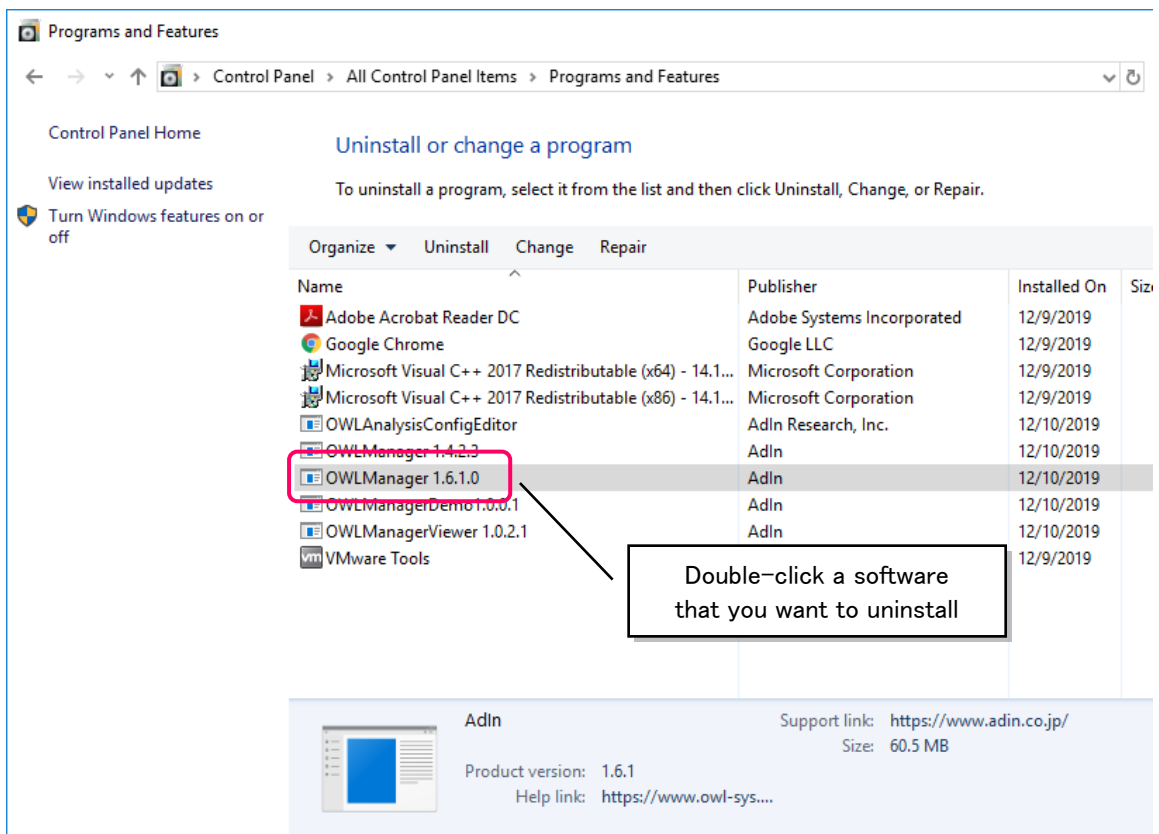 Programs and Features
Control Panel > All Control Panel Items > Programs and Features
Control Panel Home
View installed updates
Turn Windows features on or
off
Uninstall or change a program
To uninstall a program, select it from the list and then click Uninstall, Change, or Repair.
Organize Uninstall Change Repair
Name Publisher Installed On Size
Adobe Acrobat Reader DC Adobe Systems Incorporated 12/9/2019
Google Chrome Google LLC 12/9/2019
Microsoft Visual C++ 2017 Redistributable (x64) - 14.1... Microsoft Corporation 12/9/2019
Microsoft Visual C++ 2017 Redistributable (x86) - 14.1... Microsoft Corporation 12/9/2019
OWLAnalysisConfigEditor AdIn Research, Inc. 12/10/2019
OWLManager 1.4.2.3 AdIn 12/10/2019
OWLManager 1.6.1.0 AdIn 12/10/2019
OWLManagerDemo1.0.0.1 AdIn 12/10/2019
OWLManagerViewer 1.0.2.1 AdIn 12/10/2019
vm VMware Tools 12/9/2019
Double-click a software
that you want to uninstall
AdIn Support link: https://www.adin.co.jp/
Size: 60.5 MB
Product version: 1.6.1
Help link: https://www.owl-sys....